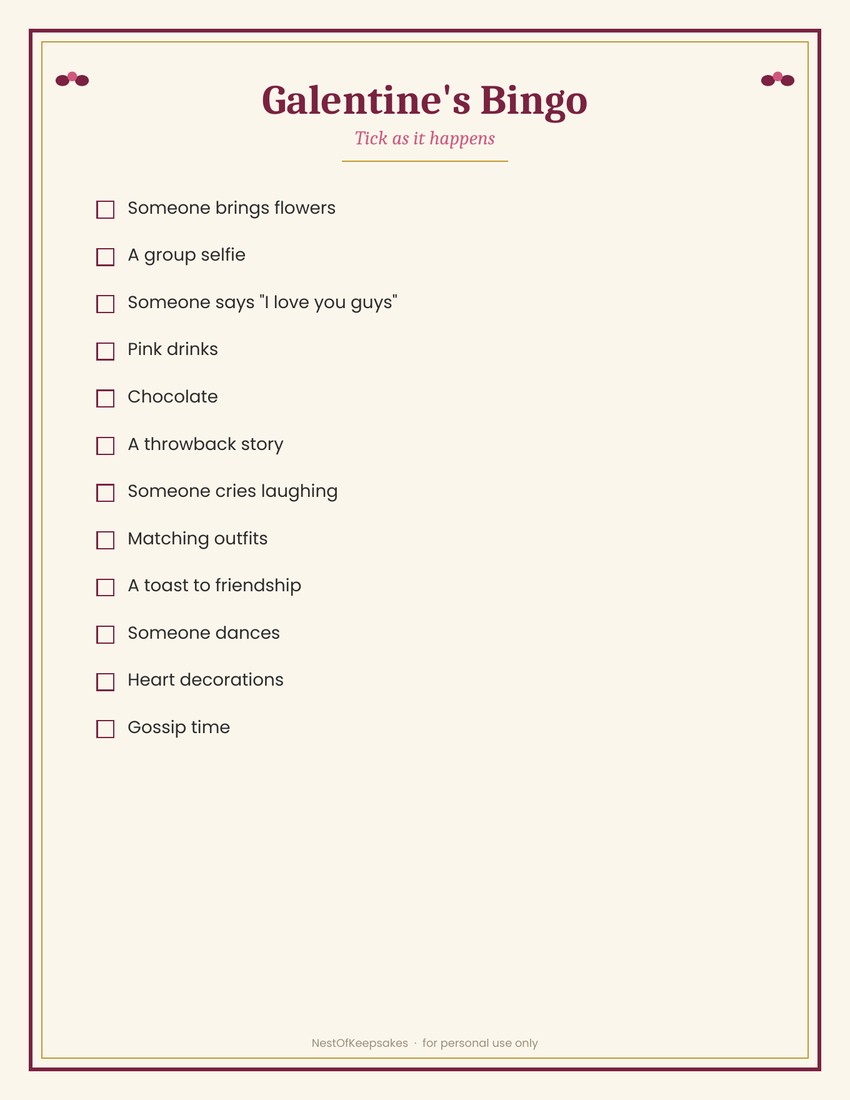 Galentine's Bingo
Tick as it happens
Someone brings flowers
A group selfie
Someone says "I love you guys"
Pink drinks
Chocolate
A throwback story
Someone cries laughing
Matching outfits
A toast to friendship
Someone dances
Heart decorations
Gossip time
NestOfKeepsakes · for personal use only